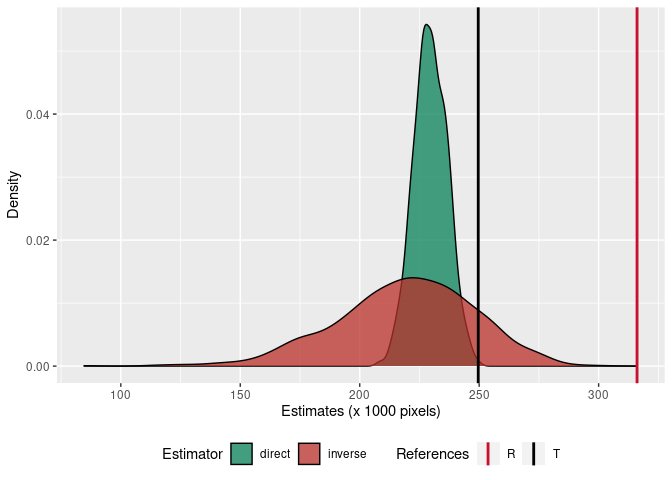 Density
0.04
0.02
0.00
100 150 200 250 300
Estimates (x 1000 pixels)
Estimator direct inverse References R T